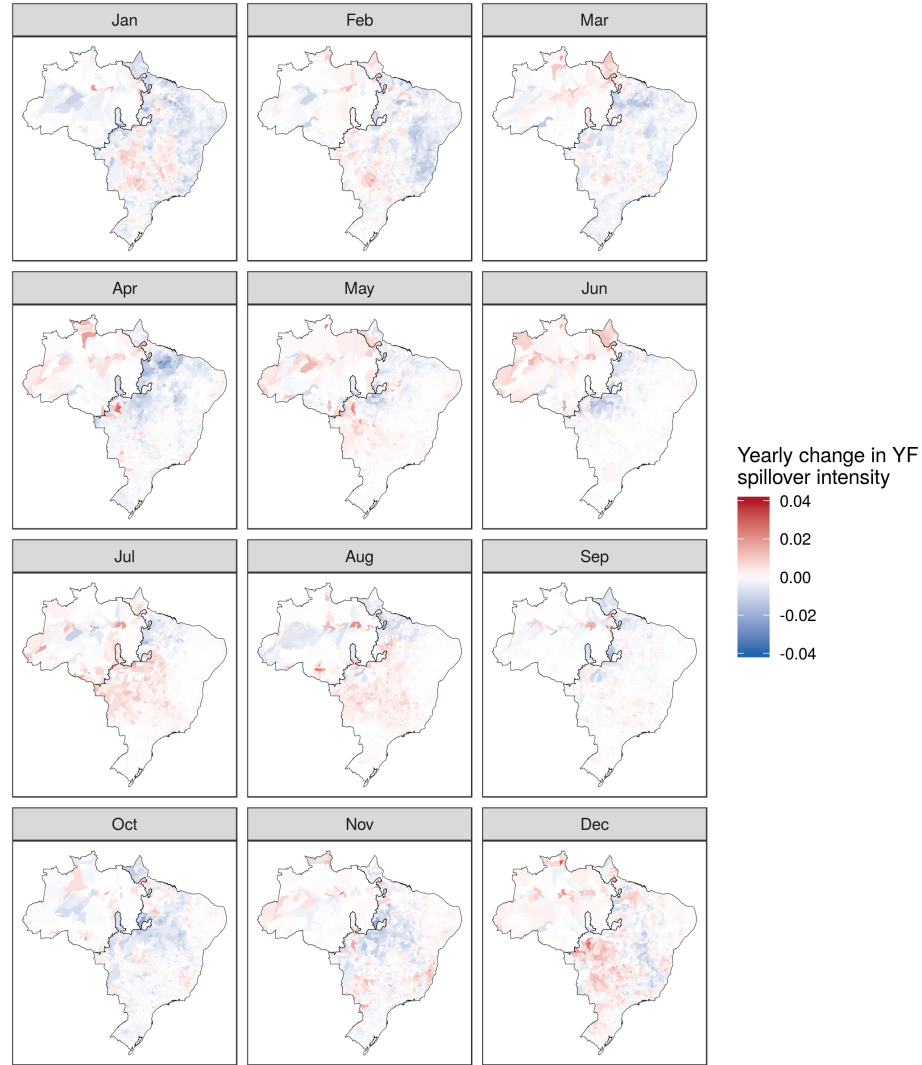 Jan
Feb
Mar
Apr
May
Jun
Jul
Aug
Sep
Oct
Nov
Dec
Yearly change in YF
spillover intensity
0.04
0.02
0.00
-0.02
-0.04